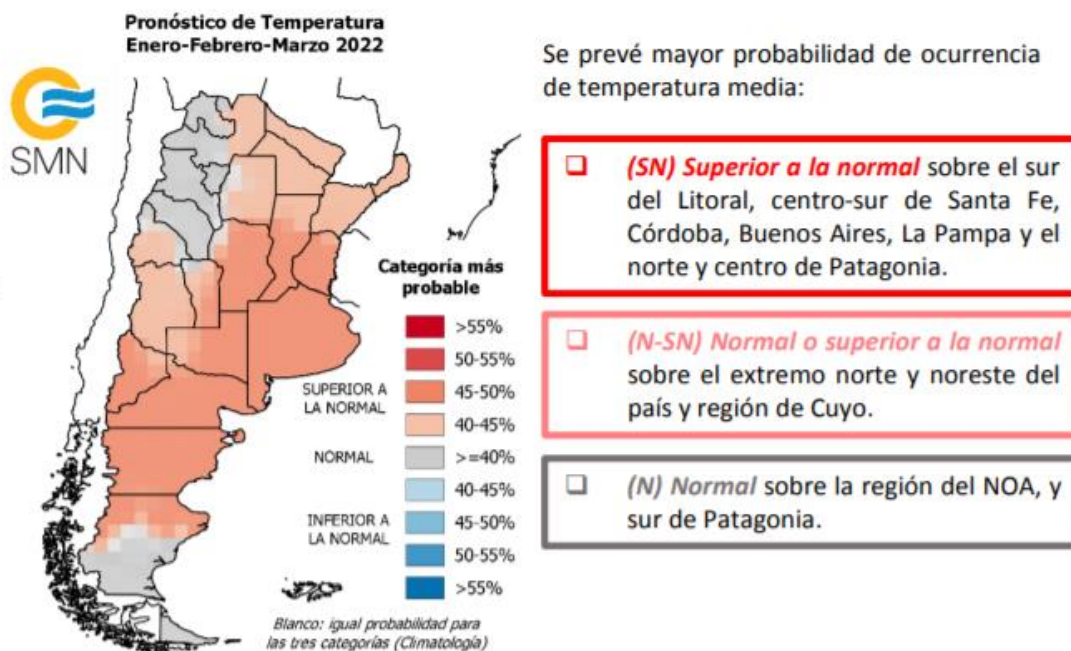 Pronóstico de Temperatura
Enero-Febrero-Marzo 2022
SMN
Categoría más
probable
>55%
50-55%
SUPERIOR A
LA NORMAL
45-50%
40-45%
NORMAL
>=40%
40-45%
INFERIOR A
LA NORMAL
45-50%
50-55%
>55%
Blanco: igual probabilidad para
las tres categorías (Climatología)
Se prevé mayor probabilidad de ocurrencia
de temperatura media:
(SN) Superior a la normal sobre el sur
del Litoral, centro-sur de Santa Fe,
Córdoba, Buenos Aires, La Pampa y el
norte y centro de Patagonia.
(N-SN) Normal o superior a la normal
sobre el extremo norte y noreste del
país y región de Cuyo.
(N) Normal sobre la región del NOA, y
sur de Patagonia.